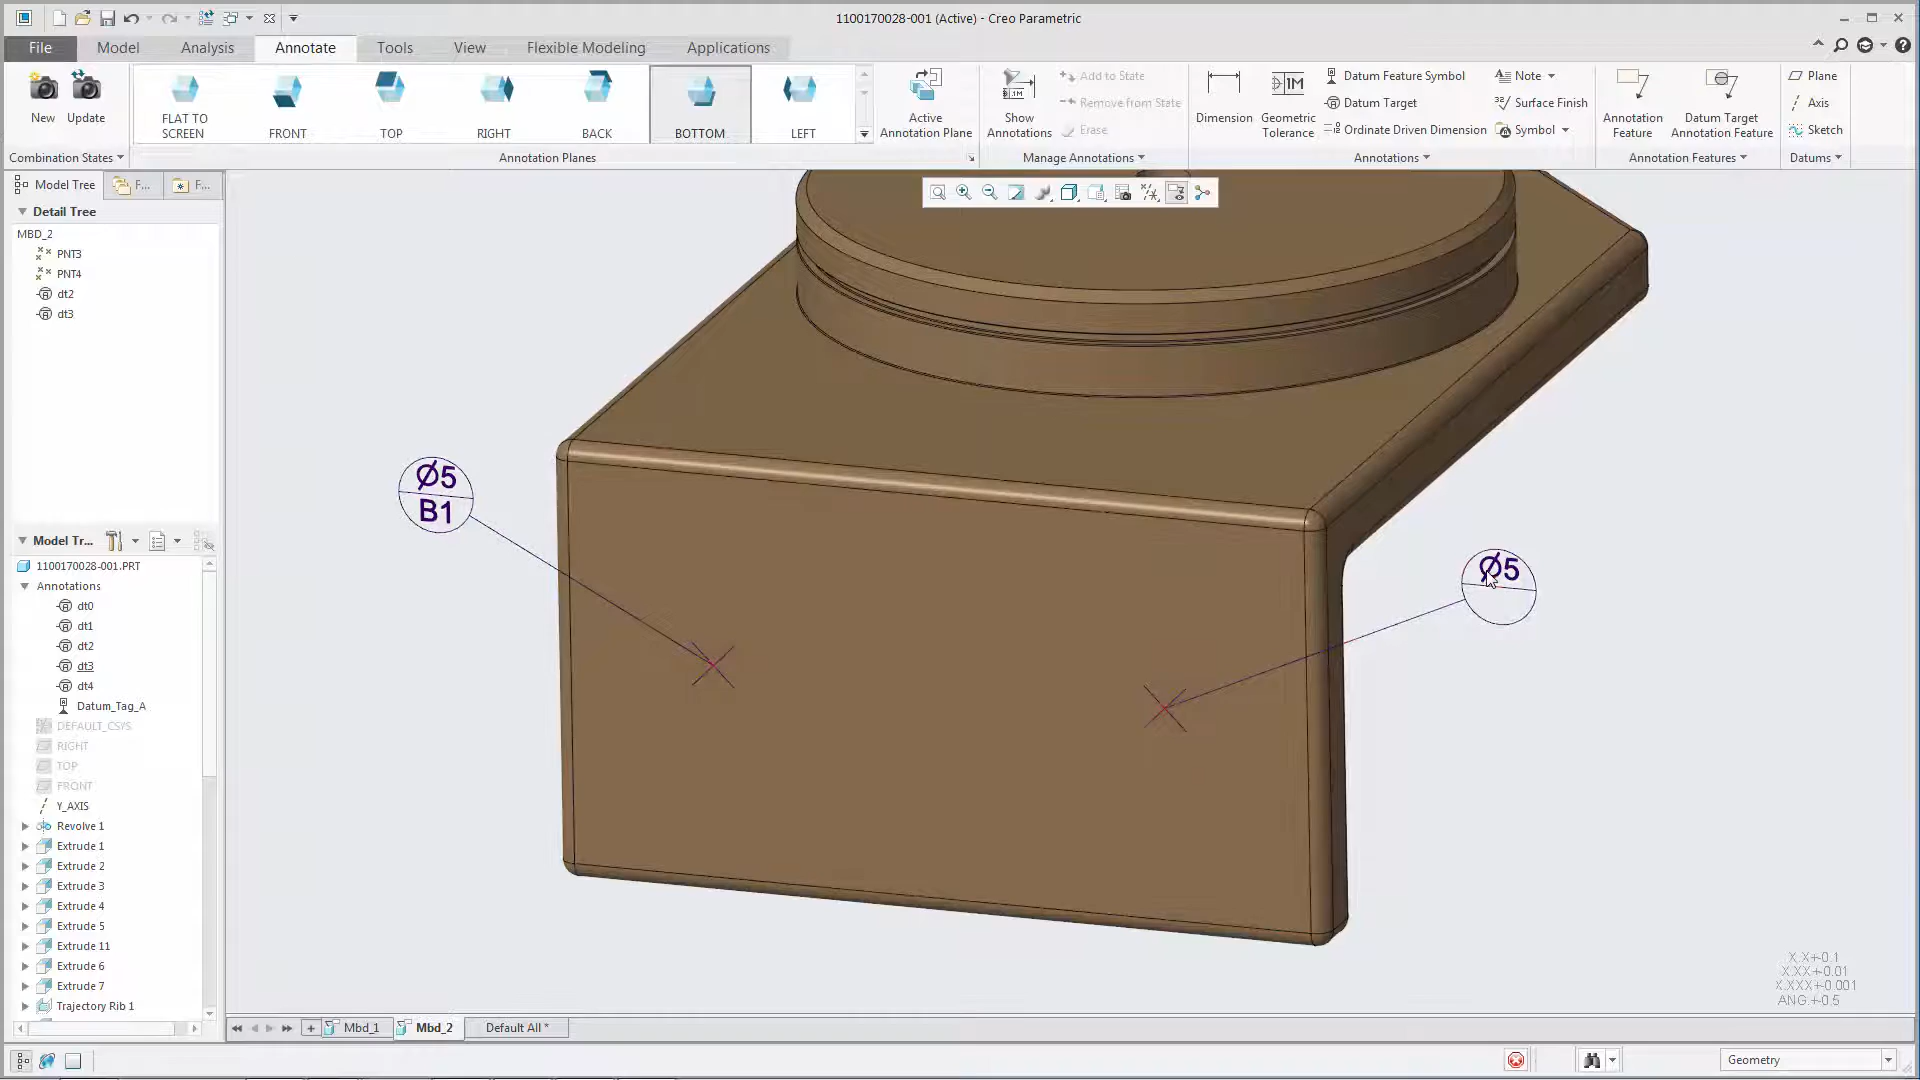 1100170028-001 (Active) - Creo Parametric
File Model Analysis Annotate Tools View Flexible Modeling Applications
New Update
FLAT TO SCREEN FRONT TOP RIGHT BACK BOTTOM LEFT
Active Annotation Plane
Show Annotations
Add to State
Remove from State
Erase
Dimension
1M
Geometric Tolerance
Datum Feature Symbol
Datum Target
Ordinate Driven Dimension
Note
Surface Finish
Symbol
Annotation Feature
Datum Target Annotation Feature
Plane
Axis
Sketch
Combination States Annotation Planes Manage Annotations Annotations Annotation Features Datums
Model Tree F... F...
Detail Tree
MBD_2
PNT3
PNT4
dt2
dt3
Model Tr...
1100170028-001.PRT
Annotations
dt0
dt1
dt2
dt3
dt4
Datum_Tag_A
DEFAULT_CSYS
RIGHT
TOP
FRONT
Y_AXIS
Revolve 1
Extrude 1
Extrude 2
Extrude 3
Extrude 4
Extrude 5
Extrude 11
Extrude 6
Extrude 7
Trajectory Rib 1
Ø5
B1
Ø5
X.X+-0.1
X.XX+-0.01
X.XXX+-0.001
ANG.+-0.5
Mbd_1 Mbd_2 Default All *
Geometry